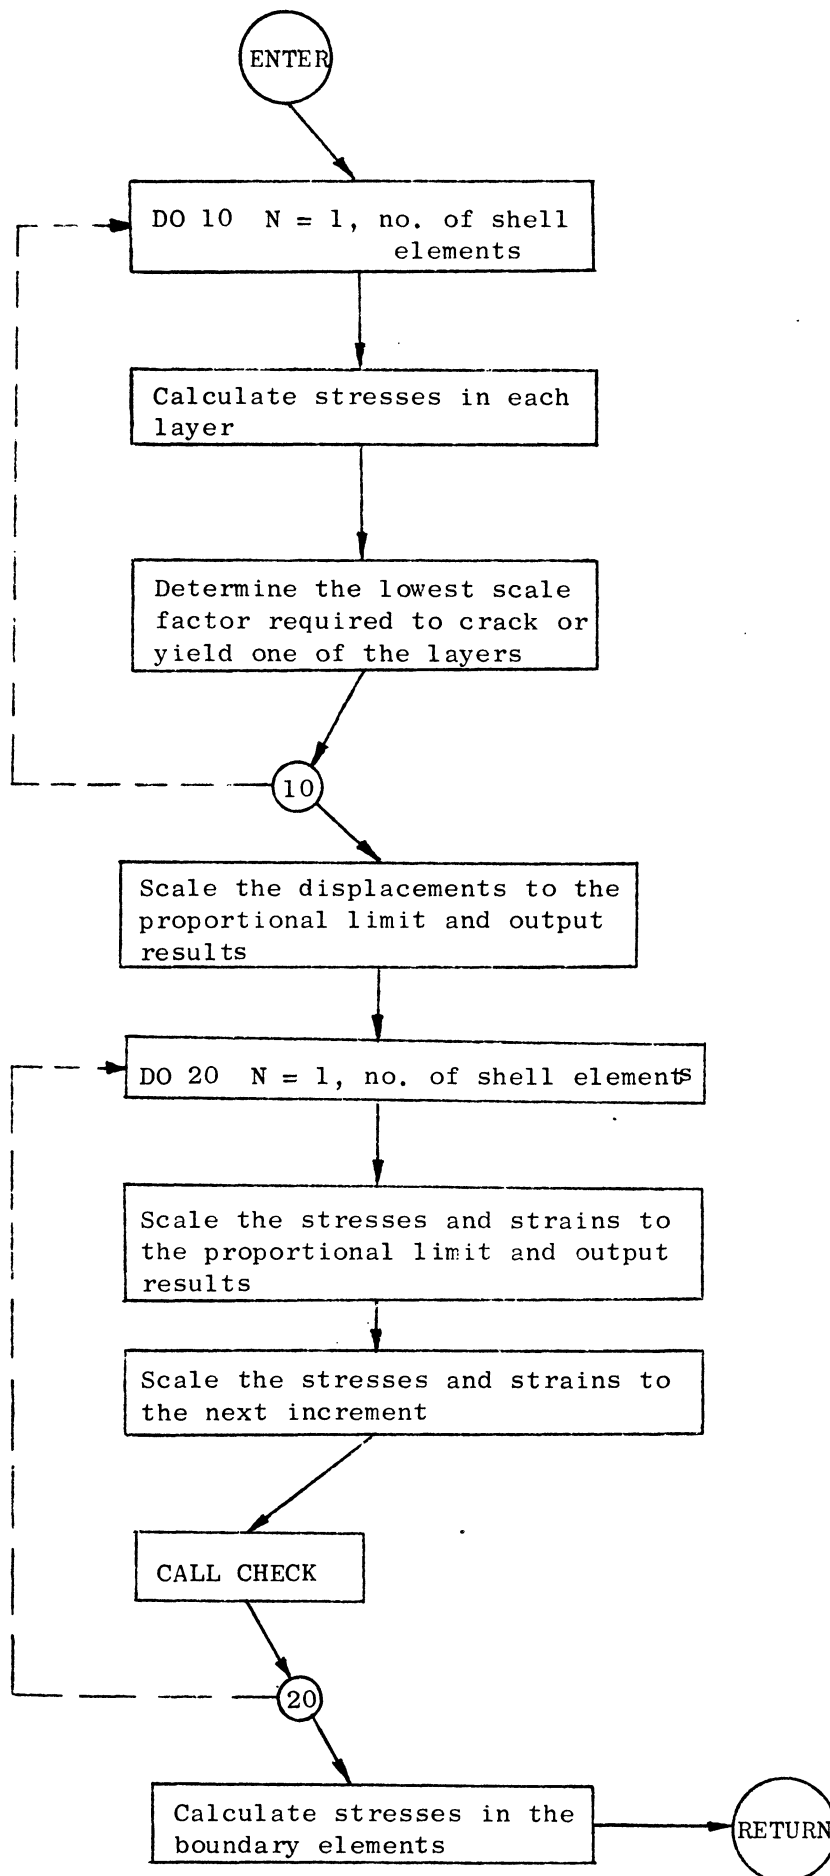 ENTER
DO 10 N = 1, no. of shell
elements
Calculate stresses in each
layer
Determine the lowest scale
factor required to crack or
yield one of the layers
10
Scale the displacements to the
proportional limit and output
results
DO 20 N = 1, no. of shell elements
Scale the stresses and strains to
the proportional limit and output
results
Scale the stresses and strains to
the next increment
CALL CHECK
20
Calculate stresses in the
boundary elements
RETURN